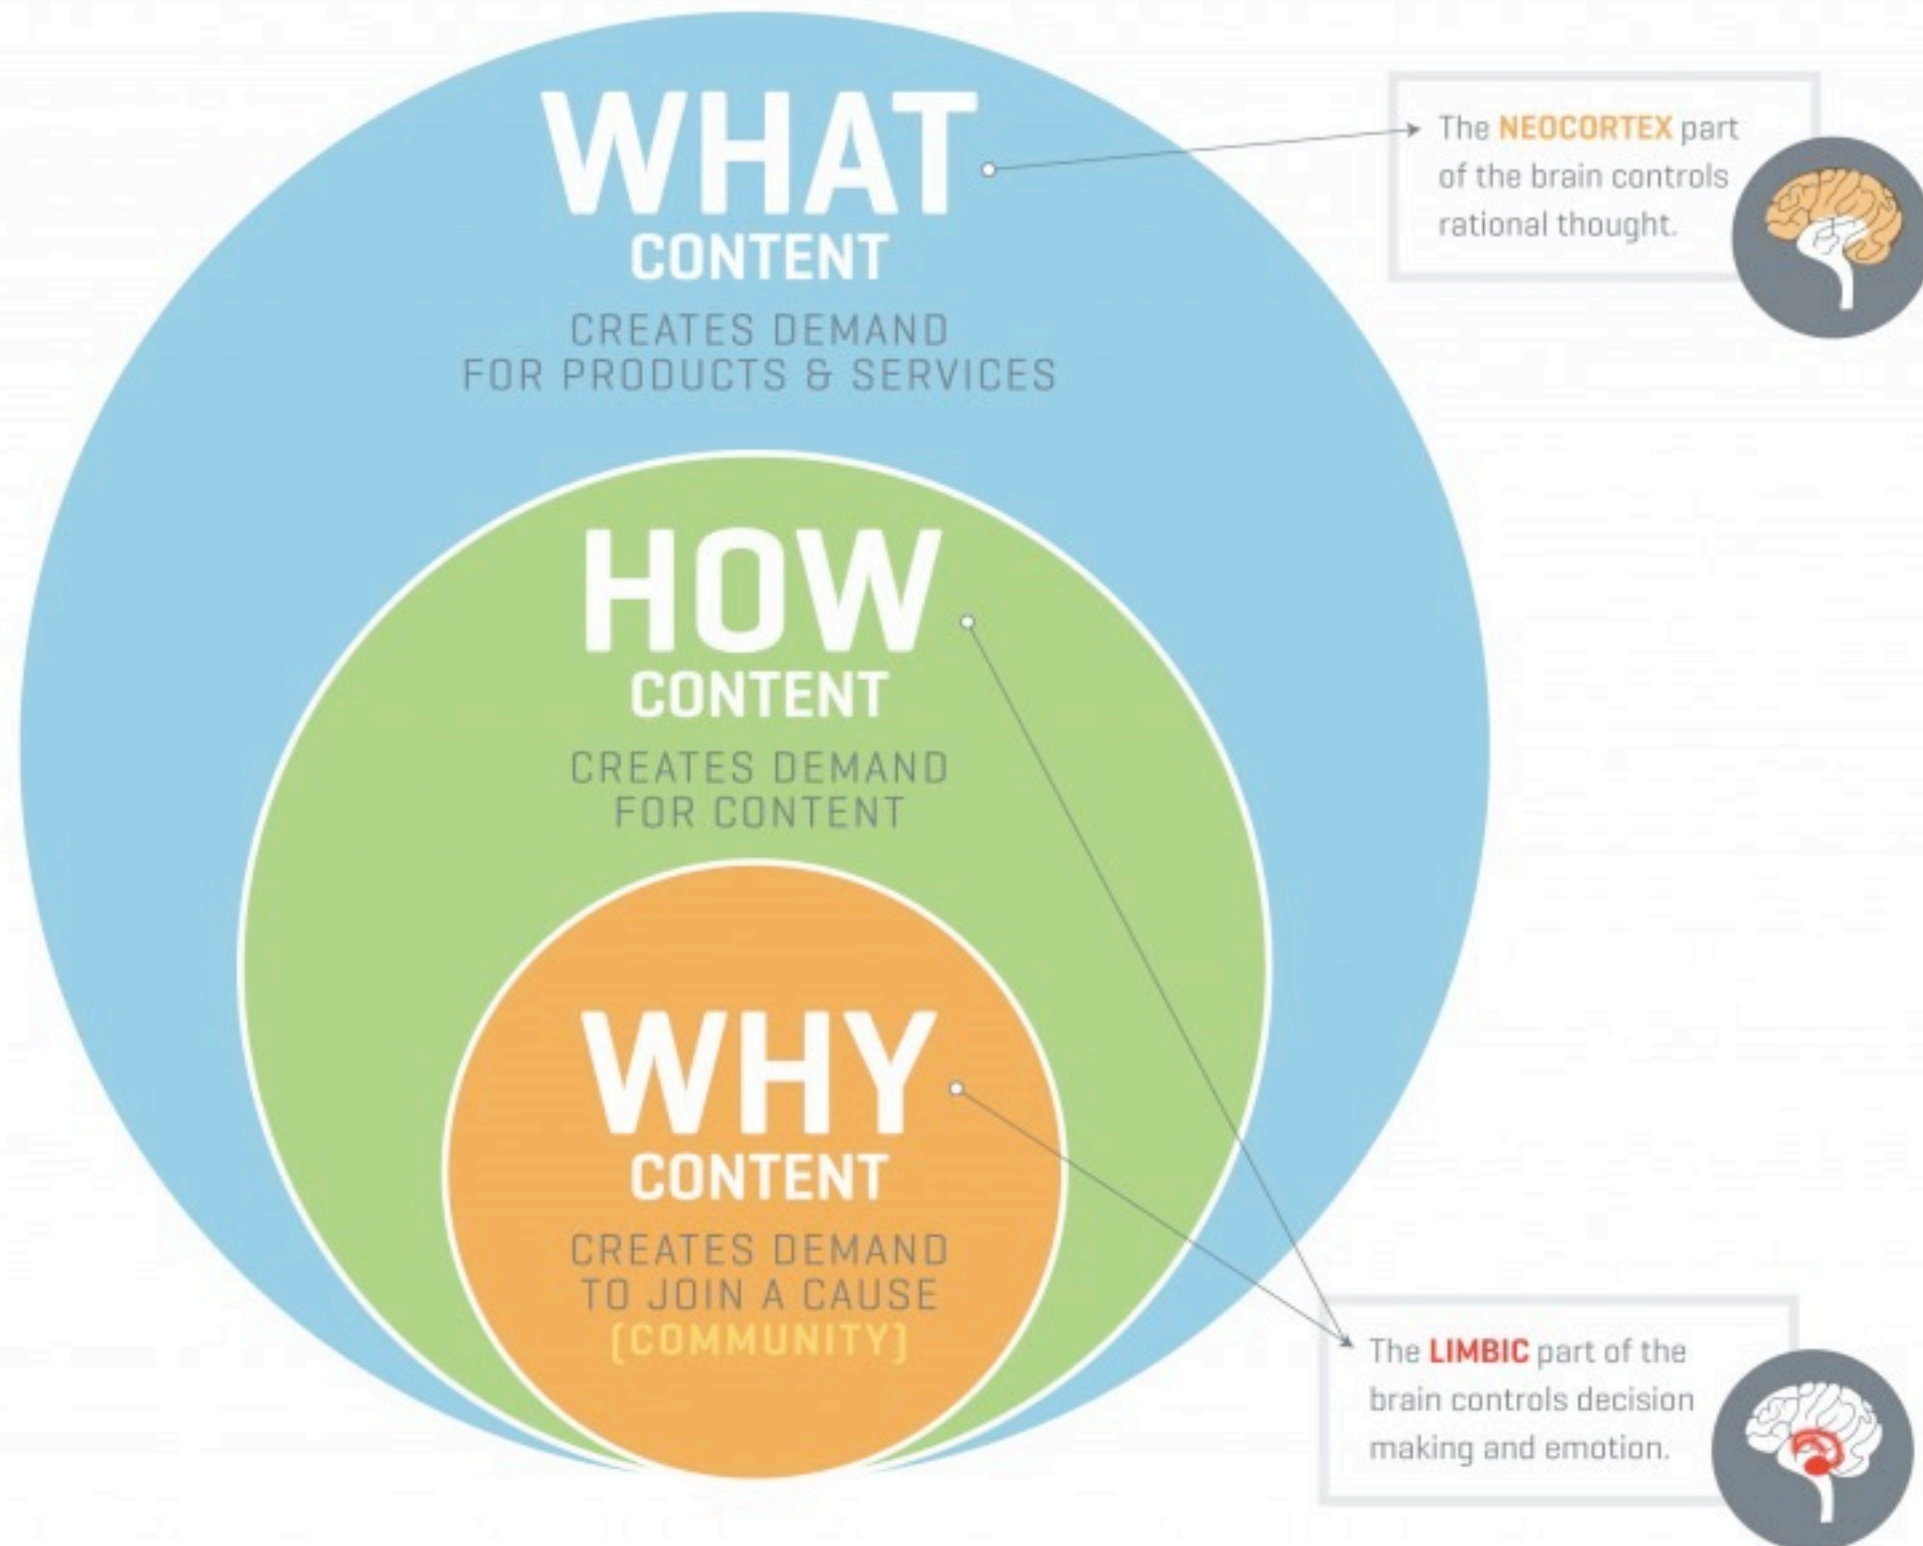 WHAT
CONTENT
CREATES DEMAND
FOR PRODUCTS & SERVICES
The NEOCORTEX part
of the brain controls
rational thought.
HOW
CONTENT
CREATES DEMAND
FOR CONTENT
WHY
CONTENT
CREATES DEMAND
TO JOIN A CAUSE
[COMMUNITY]
The LIMBIC part of the
brain controls decision
making and emotion.